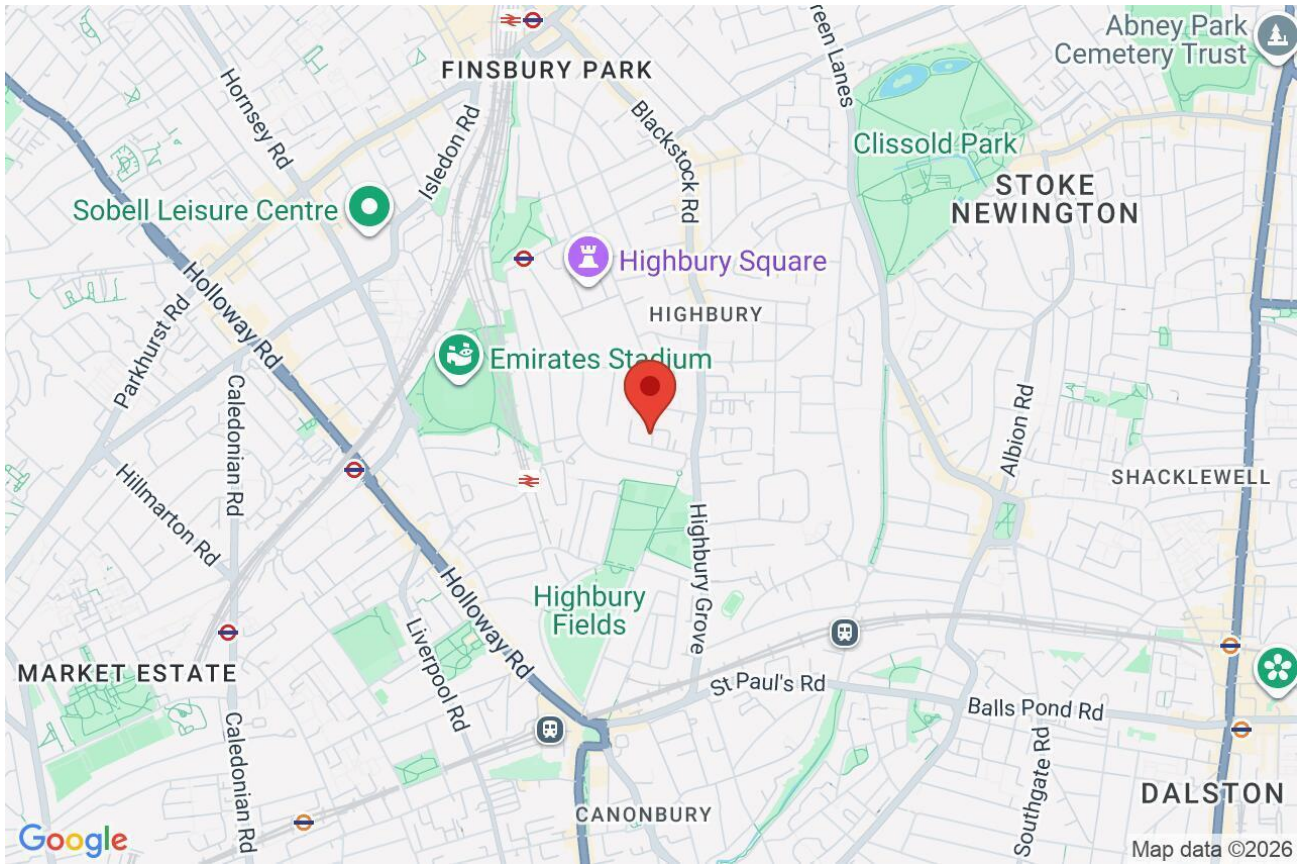 Abney Park
Cemetery Trust
FINSBURY PARK
Green Lanes
Hornsey Rd
Isledon Rd
Blackstock Rd
Clissold Park
STOKE
NEWINGTON
Sobell Leisure Centre
Highbury Square
Holloway Rd
Parkhurst Rd
HIGHBURY
Emirates Stadium
Caledonian Rd
Albion Rd
Hillmarton Rd
SHACKLEWELL
Highbury Grove
Holloway Rd
Highbury
Fields
Liverpool Rd
MARKET ESTATE
St Paul's Rd
Balls Pond Rd
Caledonian Rd
Southgate Rd
CANONBURY
DALSTON
Google
Map data ©2026